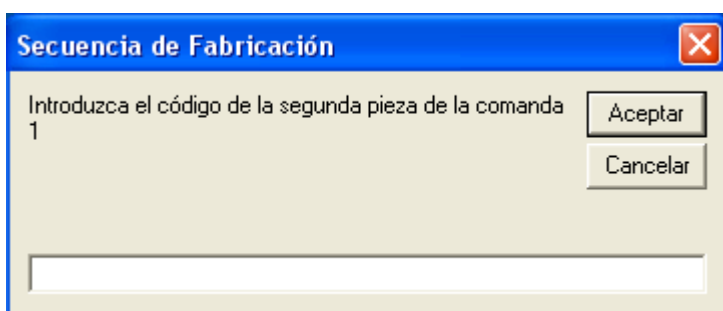 Secuencia de Fabricación
Introduzca el código de la segunda pieza de la comanda
1
Aceptar
Cancelar